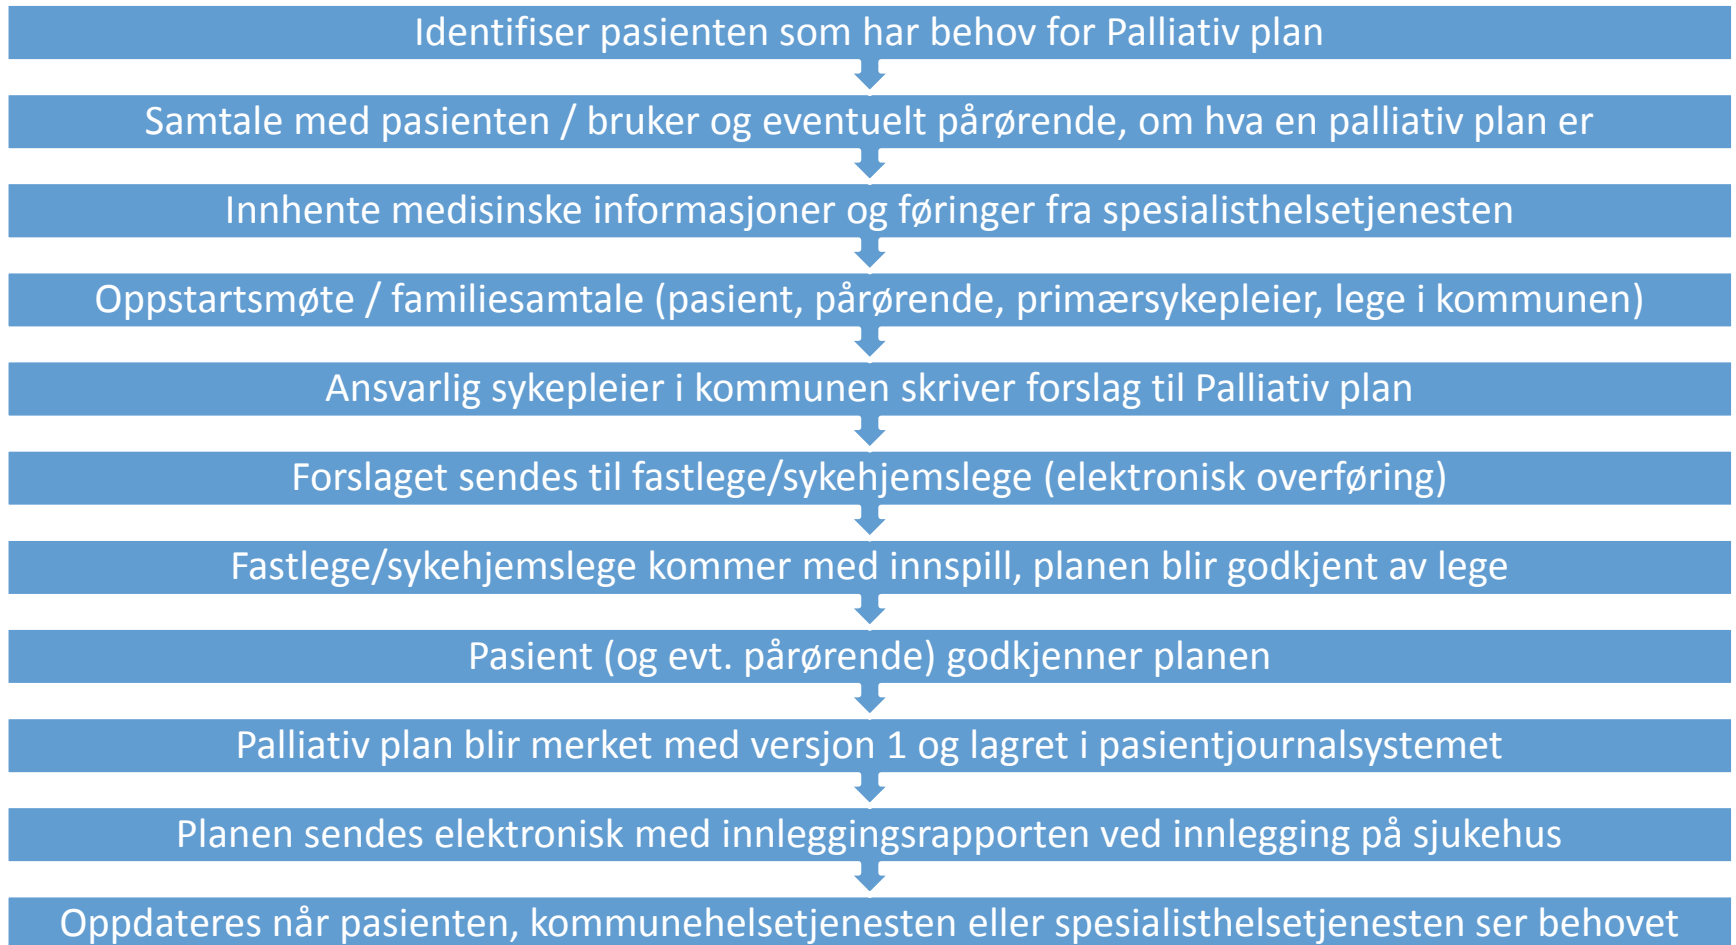 Identifiser pasienten som har behov for Palliativ plan
Samtale med pasienten / bruker og eventuelt pårørende, om hva en palliativ plan er
Innhente medisinske informasjoner og føringer fra spesialisthelsetjenesten
Oppstartsmøte / familiesamtale (pasient, pårørende, primærsykepleier, lege i kommunen)
Ansvarlig sykepleier i kommunen skriver forslag til Palliativ plan
Forslaget sendes til fastlege/sykehjemslege (elektronisk overføring)
Fastlege/sykehjemslege kommer med innspill, planen blir godkjent av lege
Pasient (og evt. pårørende) godkjenner planen
Palliativ plan blir merket med versjon 1 og lagret i pasientjournalsystemet
Planen sendes elektronisk med innleggingsrapporten ved innlegging på sjukehus
Oppdateres når pasienten, kommunehelsetjenesten eller spesialisthelsetjenesten ser behovet